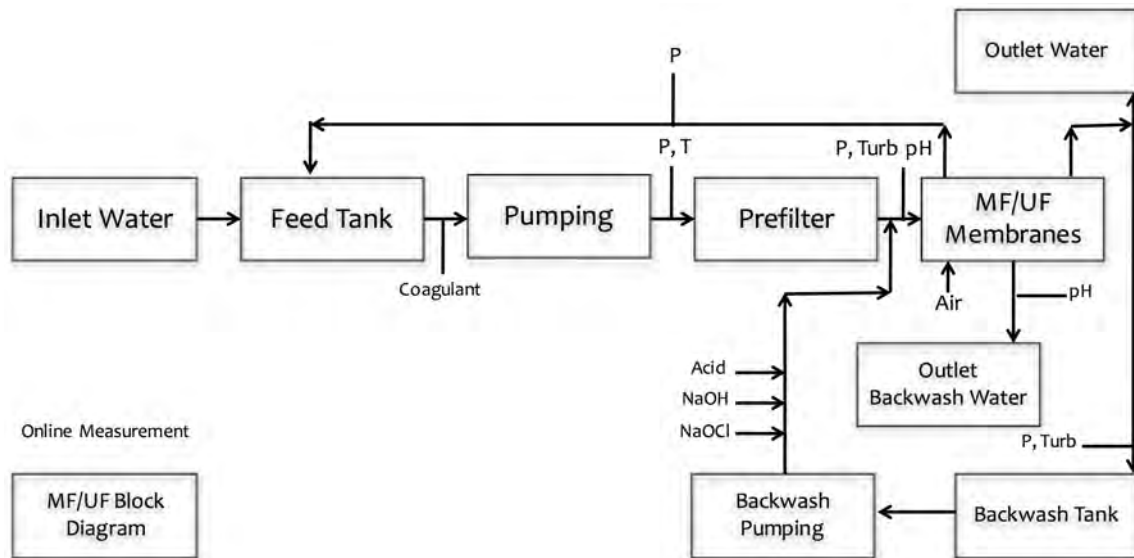 Outlet Water
P
P, T
P, Turb pH
Inlet Water
Feed Tank
Pumping
Prefilter
MF/UF
Membranes
Coagulant
Air
pH
Acid
NaOH
NaOCl
Outlet
Backwash Water
Online Measurement
P, Turb
MF/UF Block
Diagram
Backwash
Pumping
Backwash Tank